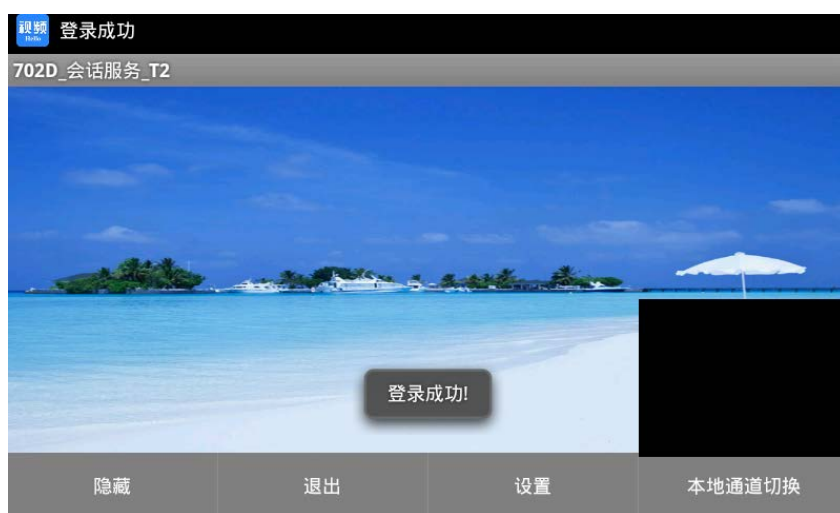 视频
Hello
登录成功
702D_会话服务_T2
登录成功!
隐藏
退出
设置
本地通道切换